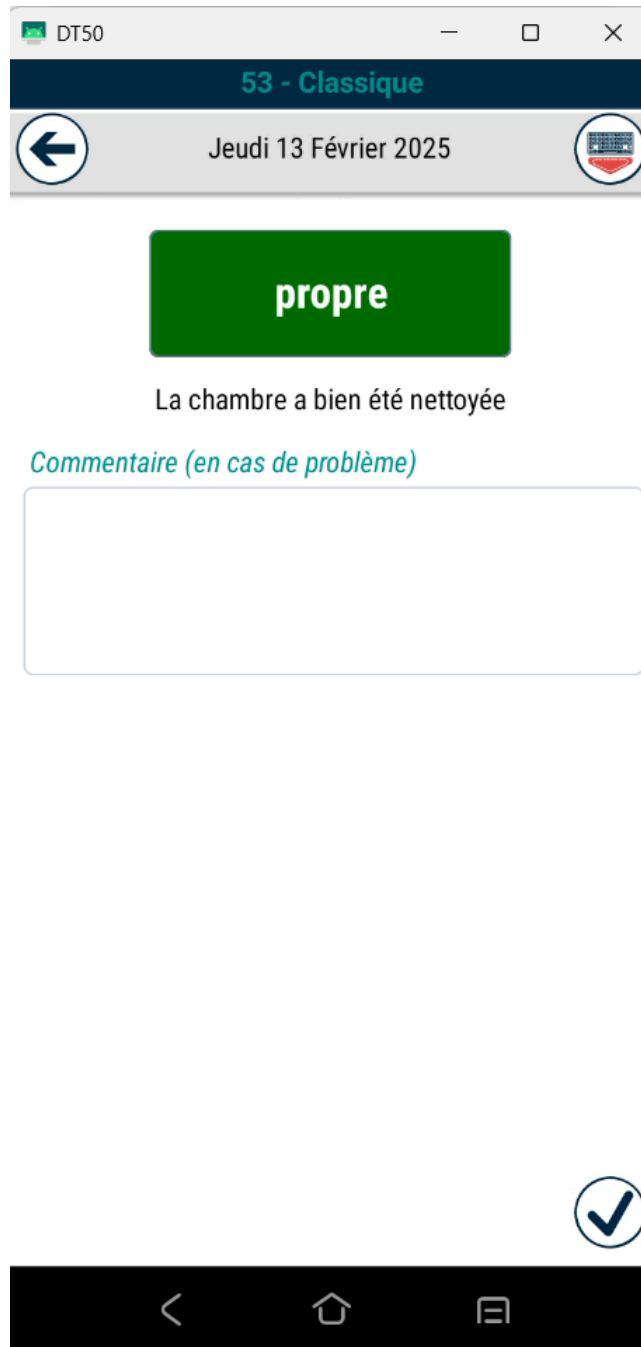 DT50
53 - Classique
Jeudi 13 Février 2025
propre
La chambre a bien été nettoyée
Commentaire (en cas de problème)